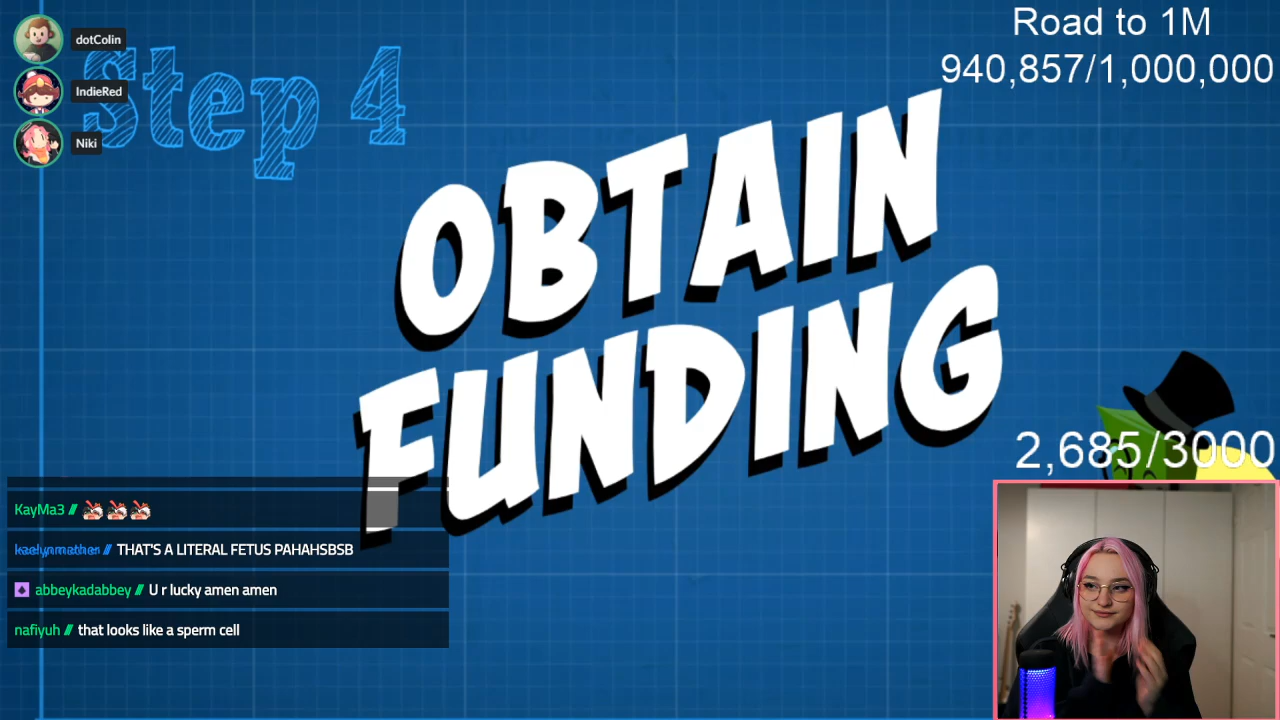 dotColin
IndieRed
Niki
Step 4
Road to 1M
940,857/1,000,000
OBTAIN
FUNDING
2,685/3000
KayMa3 //
kaelynmather // THAT'S A LITERAL FETUS PAHAHSBSB
abbeykadabbey // U r lucky amen amen
nafiyuh // that looks like a sperm cell